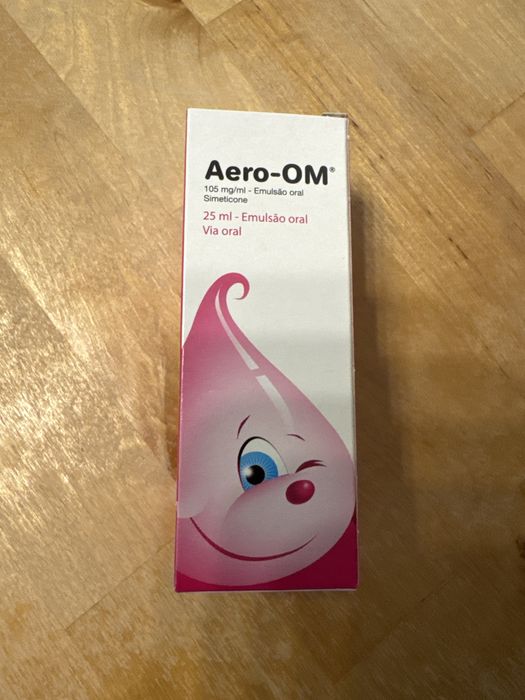 Aero-OM®
105 mg/ml - Emulsão oral
Simeticone
25 ml - Emulsão oral
Via oral